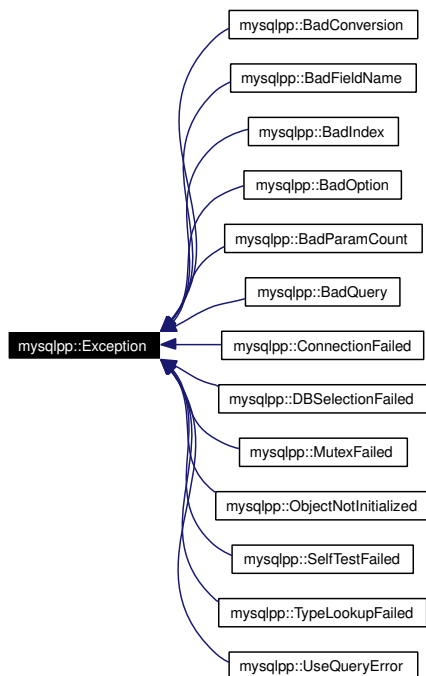 mysqlpp::BadConversion
mysqlpp::BadFieldName
mysqlpp::BadIndex
mysqlpp::BadOption
mysqlpp::BadParamCount
mysqlpp::BadQuery
mysqlpp::Exception
mysqlpp::ConnectionFailed
mysqlpp::DBSelectionFailed
mysqlpp::MutexFailed
mysqlpp::ObjectNotInitialized
mysqlpp::SelfTestFailed
mysqlpp::TypeLookupFailed
mysqlpp::UseQueryError